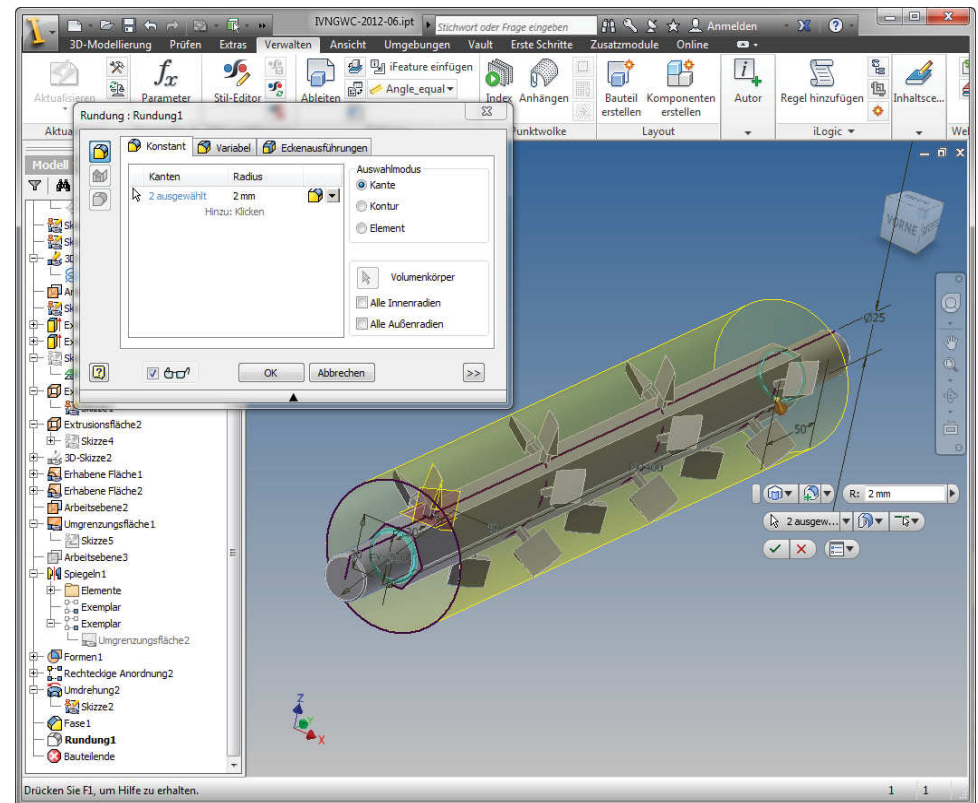 IVNGWC-2012-06.ipt
Stichwort oder Frage eingeben
Anmelden
3D-Modellierung Prüfen Extras Verwalten Ansicht Umgebungen Vault Erste Schritte Zusatzmodule Online
iFeature einfügen
Angle_equal
Aktualisieren Parameter Stil-Editor Ableiten Index Anhängen Bauteil erstellen Komponenten erstellen Autor Regel hinzufügen Inhaltsce...
Aktua Punktwolke Layout iLogic Wel
Rundung : Rundung1
Konstant Variabel Eckenausführungen
Kanten Radius
2 ausgewählt 2 mm
Hinzu: Klicken
Auswahlmodus
Kante
Kontur
Element
Volumenkörper
Alle Innenradien
Alle Außenradien
OK Abbrechen >>
Modell
Extrusionsfläche2
Skizze4
3D-Skizze2
Erhabene Fläche1
Erhabene Fläche2
Arbeitsebene2
Umgrenzungsfläche1
Skizze5
Arbeitsebene3
Spiegeln1
Elemente
Exemplar
Exemplar
Umgrenzungsfläche2
Formen1
Rechteckige Anordnung2
Umdrehung2
Skizze2
Fase1
Rundung1
Bauteilende
VORNE
Ø25
50
R: 2 mm
2 ausgew...
Z
Y
X
Drücken Sie F1, um Hilfe zu erhalten.
1 1